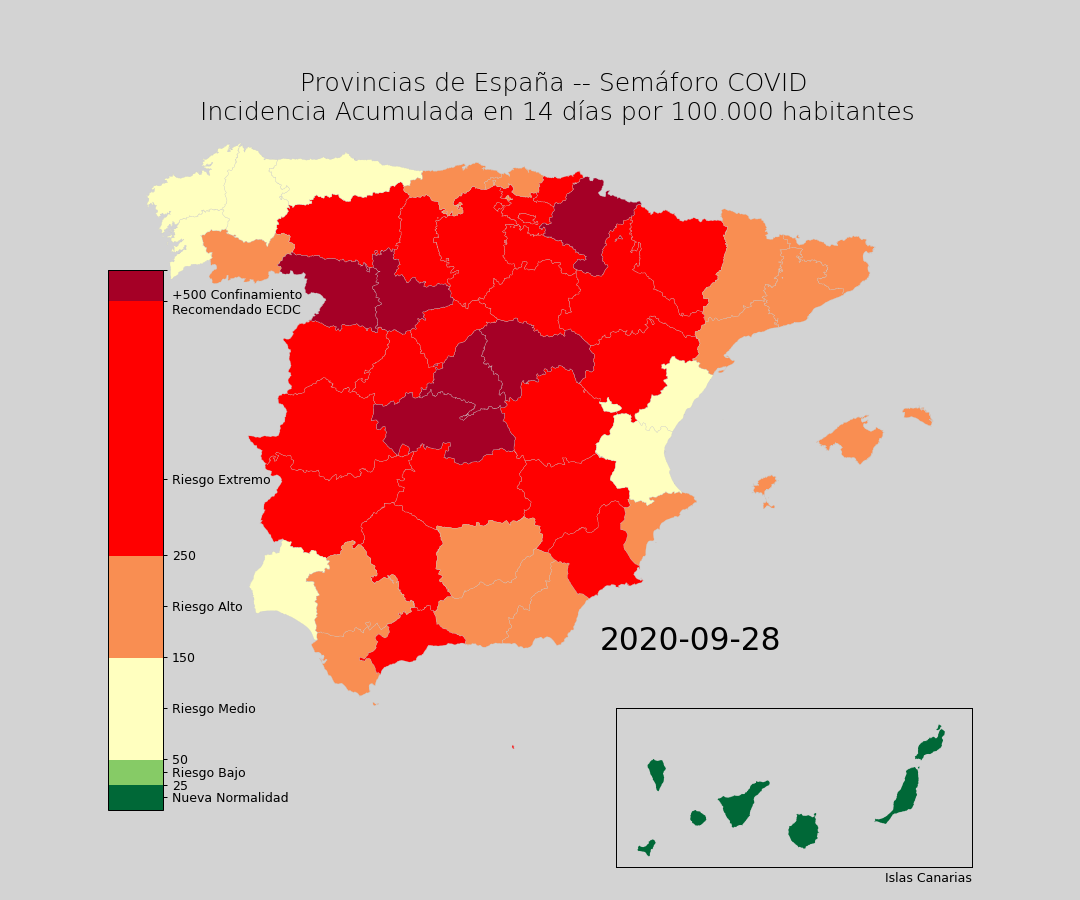 Provincias de España -- Semáforo COVID
Incidencia Acumulada en 14 días por 100.000 habitantes
+500 Confinamiento
Recomendado ECDC
Riesgo Extremo
250
Riesgo Alto
150
Riesgo Medio
50
Riesgo Bajo
25
Nueva Normalidad
2020-09-28
Islas Canarias